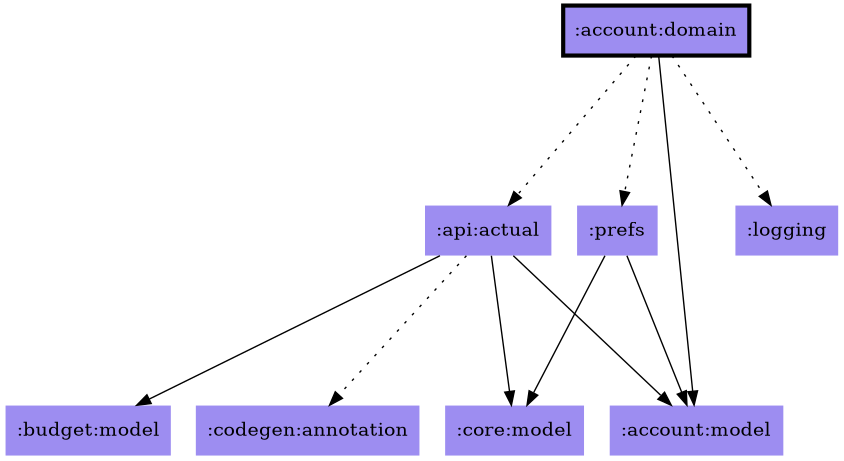 :account:domain
:api:actual
:prefs
:logging
:budget:model
:codegen:annotation
:core:model
:account:model